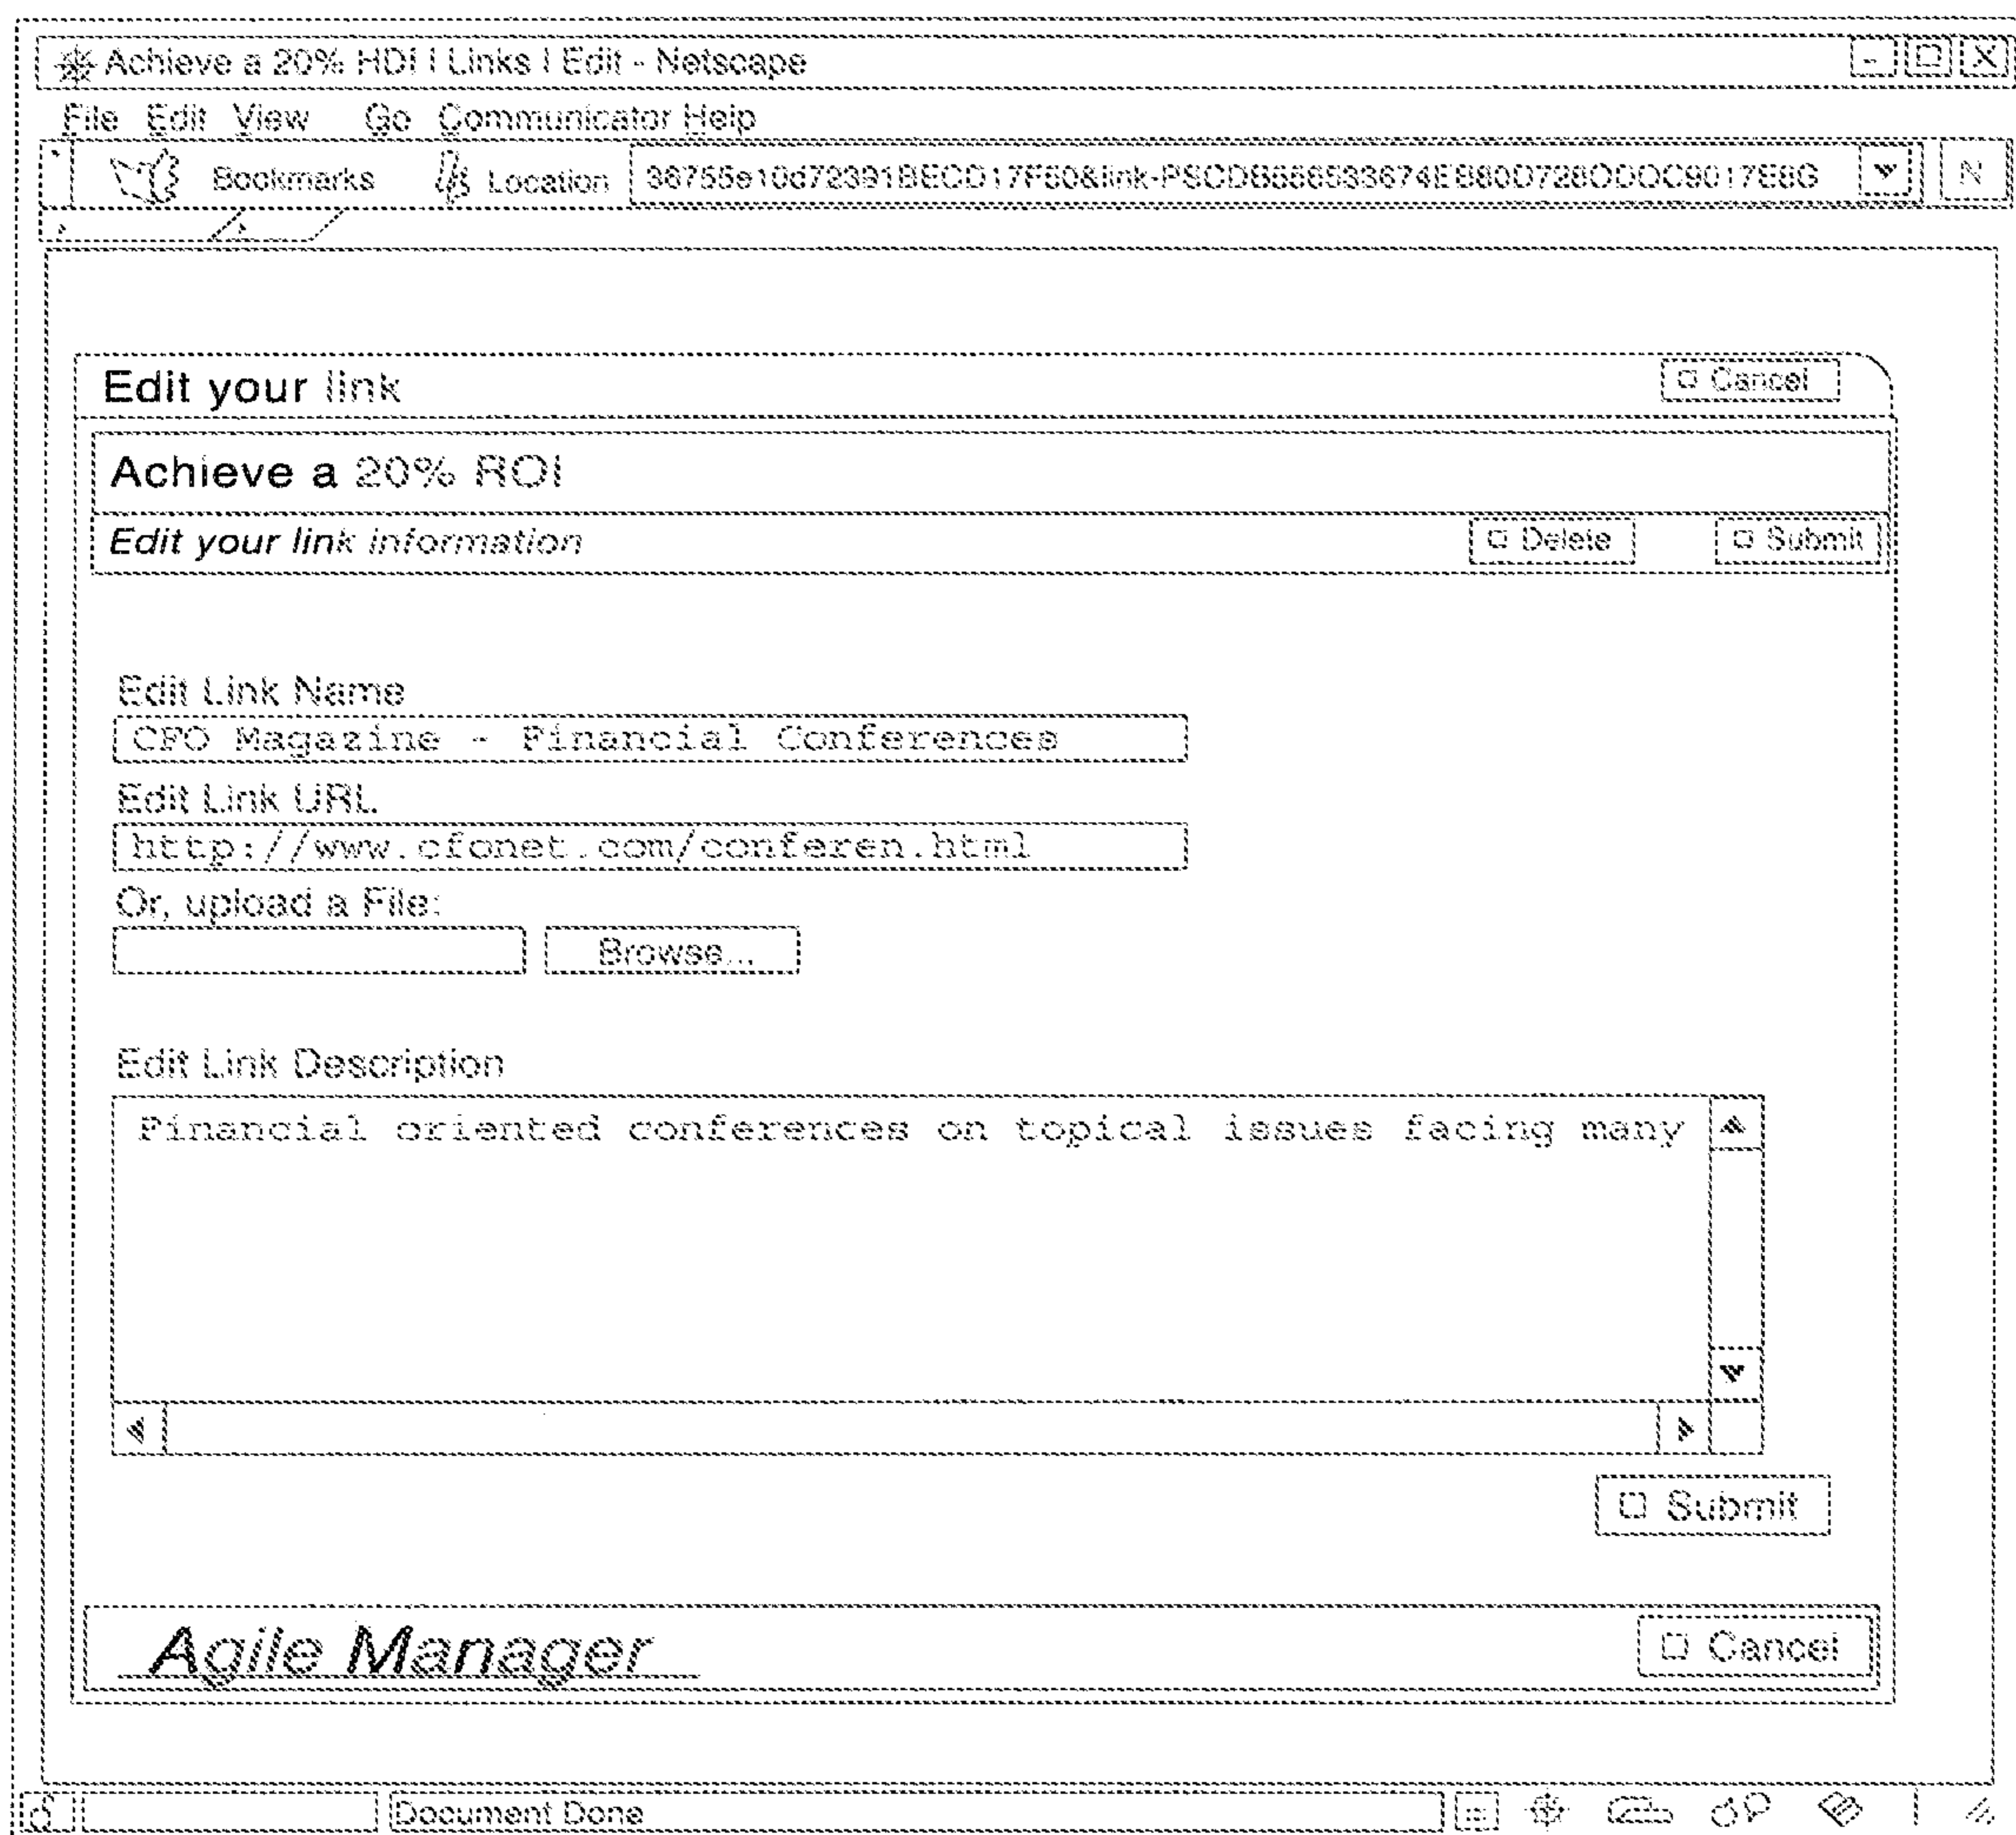 Achieve a 20% HDI | Links | Edit - Netscape
File Edit View Go Communicator Help
Bookmarks Location
N
Edit your link
Cancel
Achieve a 20% ROI
Edit your link information
Delete Submit
Edit Link Name
CFO Magazine - Financial Conferences
Edit Link URL
http://www.cfonet.com/conferen.html
Or, upload a File:
Browse...
Edit Link Description
Financial oriented conferences on topical issues facing many
Submit
Agile Manager
Cancel
Document Done